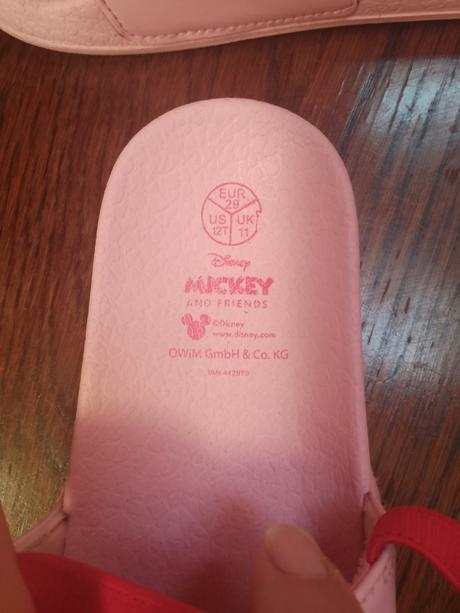 EUR
29
US UK
12T 11
Disney
MICKEY
AND FRIENDS
©Disney
www.disney.com
OWiM GmbH & Co. KG